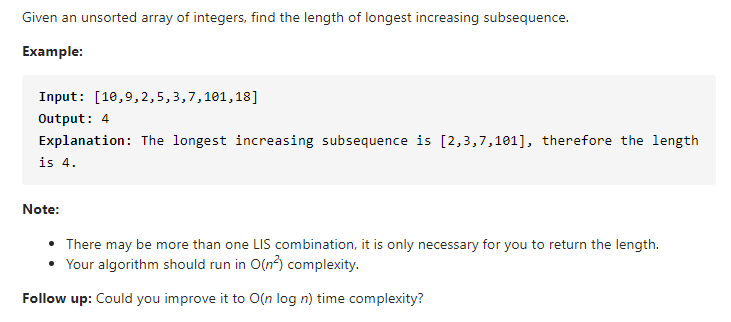 Given an unsorted array of integers, find the length of longest increasing subsequence.
Example:
Input: [10,9,2,5,3,7,101,18]
Output: 4
Explanation: The longest increasing subsequence is [2,3,7,101], therefore the length
is 4.
Note:
• There may be more than one LIS combination, it is only necessary for you to return the length.
• Your algorithm should run in O(n²) complexity.
Follow up: Could you improve it to O(n log n) time complexity?